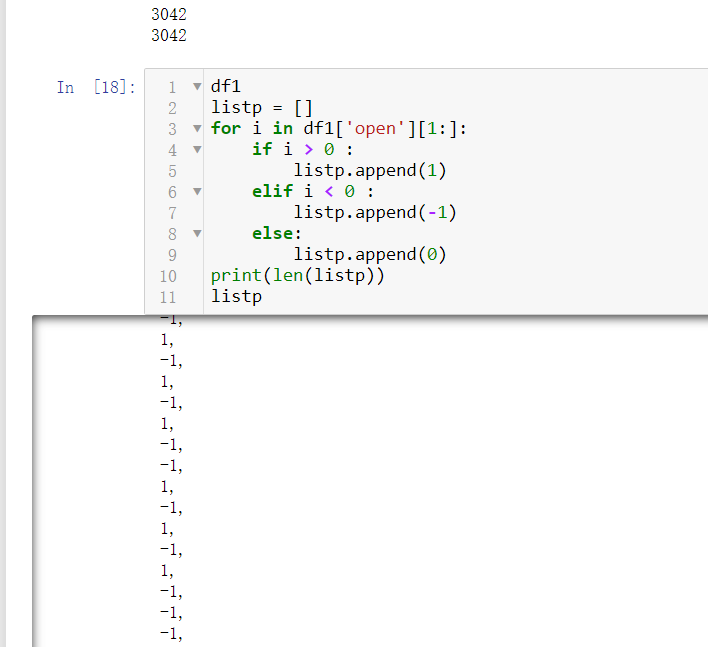 3042
3042
In [18]:
1 df1
2 listp = []
3 for i in df1['open'][1:]:
4 if i > 0 :
5 listp.append(1)
6 elif i < 0 :
7 listp.append(-1)
8 else:
9 listp.append(0)
10 print(len(listp))
11 listp
-1,
1,
-1,
1,
-1,
1,
-1,
-1,
1,
-1,
1,
-1,
1,
-1,
-1,
-1,